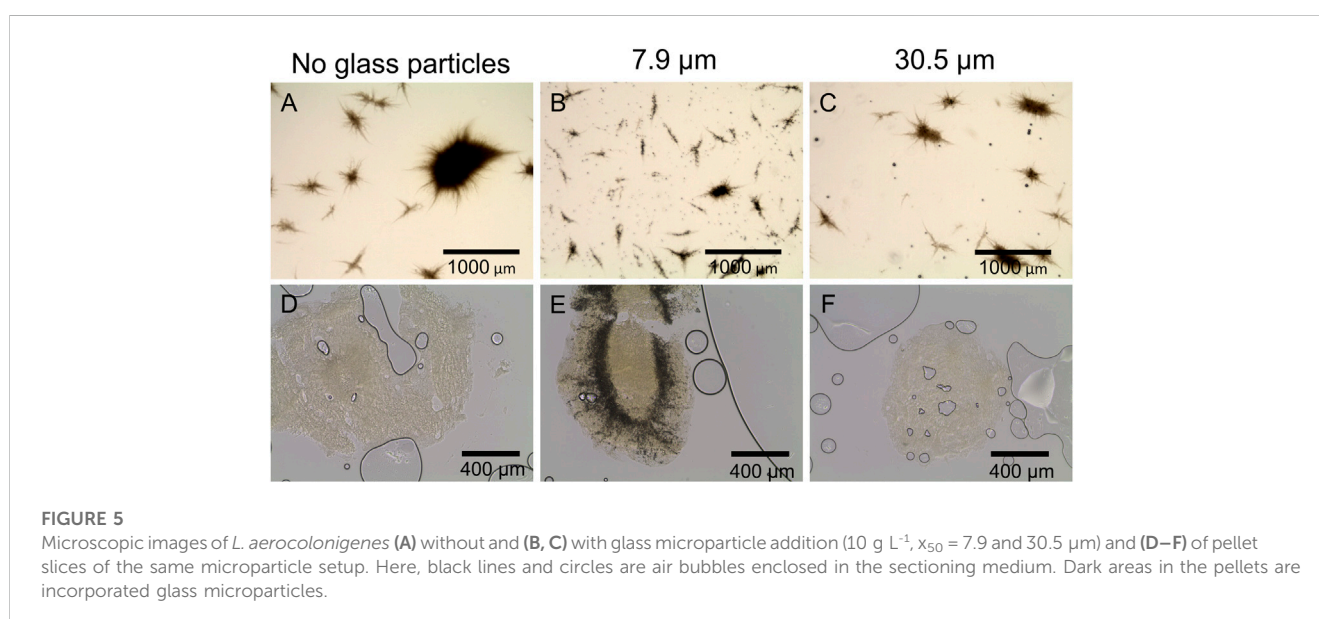 No glass particles 7.9 µm 30.5 µm
A B C
1000 µm 1000 µm 1000 µm
D E F
400 µm 400 µm 400 µm
FIGURE 5
Microscopic images of L. aerocolonigenes (A) without and (B, C) with glass microparticle addition (10 g L⁻¹, x₅₀ = 7.9 and 30.5 µm) and (D–F) of pellet
slices of the same microparticle setup. Here, black lines and circles are air bubbles enclosed in the sectioning medium. Dark areas in the pellets are
incorporated glass microparticles.